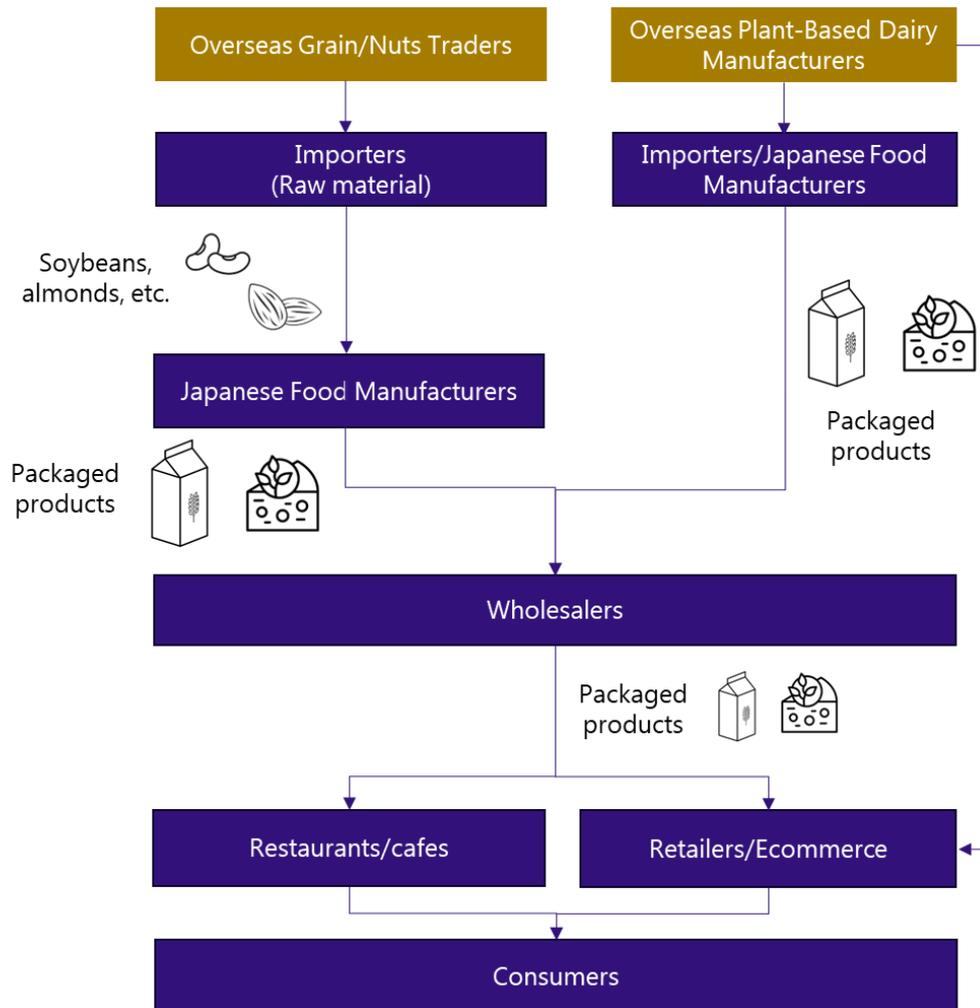 Overseas Grain/Nuts Traders
Overseas Plant-Based Dairy
Manufacturers
Importers
(Raw material)
Importers/Japanese Food
Manufacturers
Soybeans,
almonds, etc.
Japanese Food Manufacturers
Packaged
products
Packaged
products
Wholesalers
Packaged
products
Restaurants/cafes
Retailers/Ecommerce
Consumers